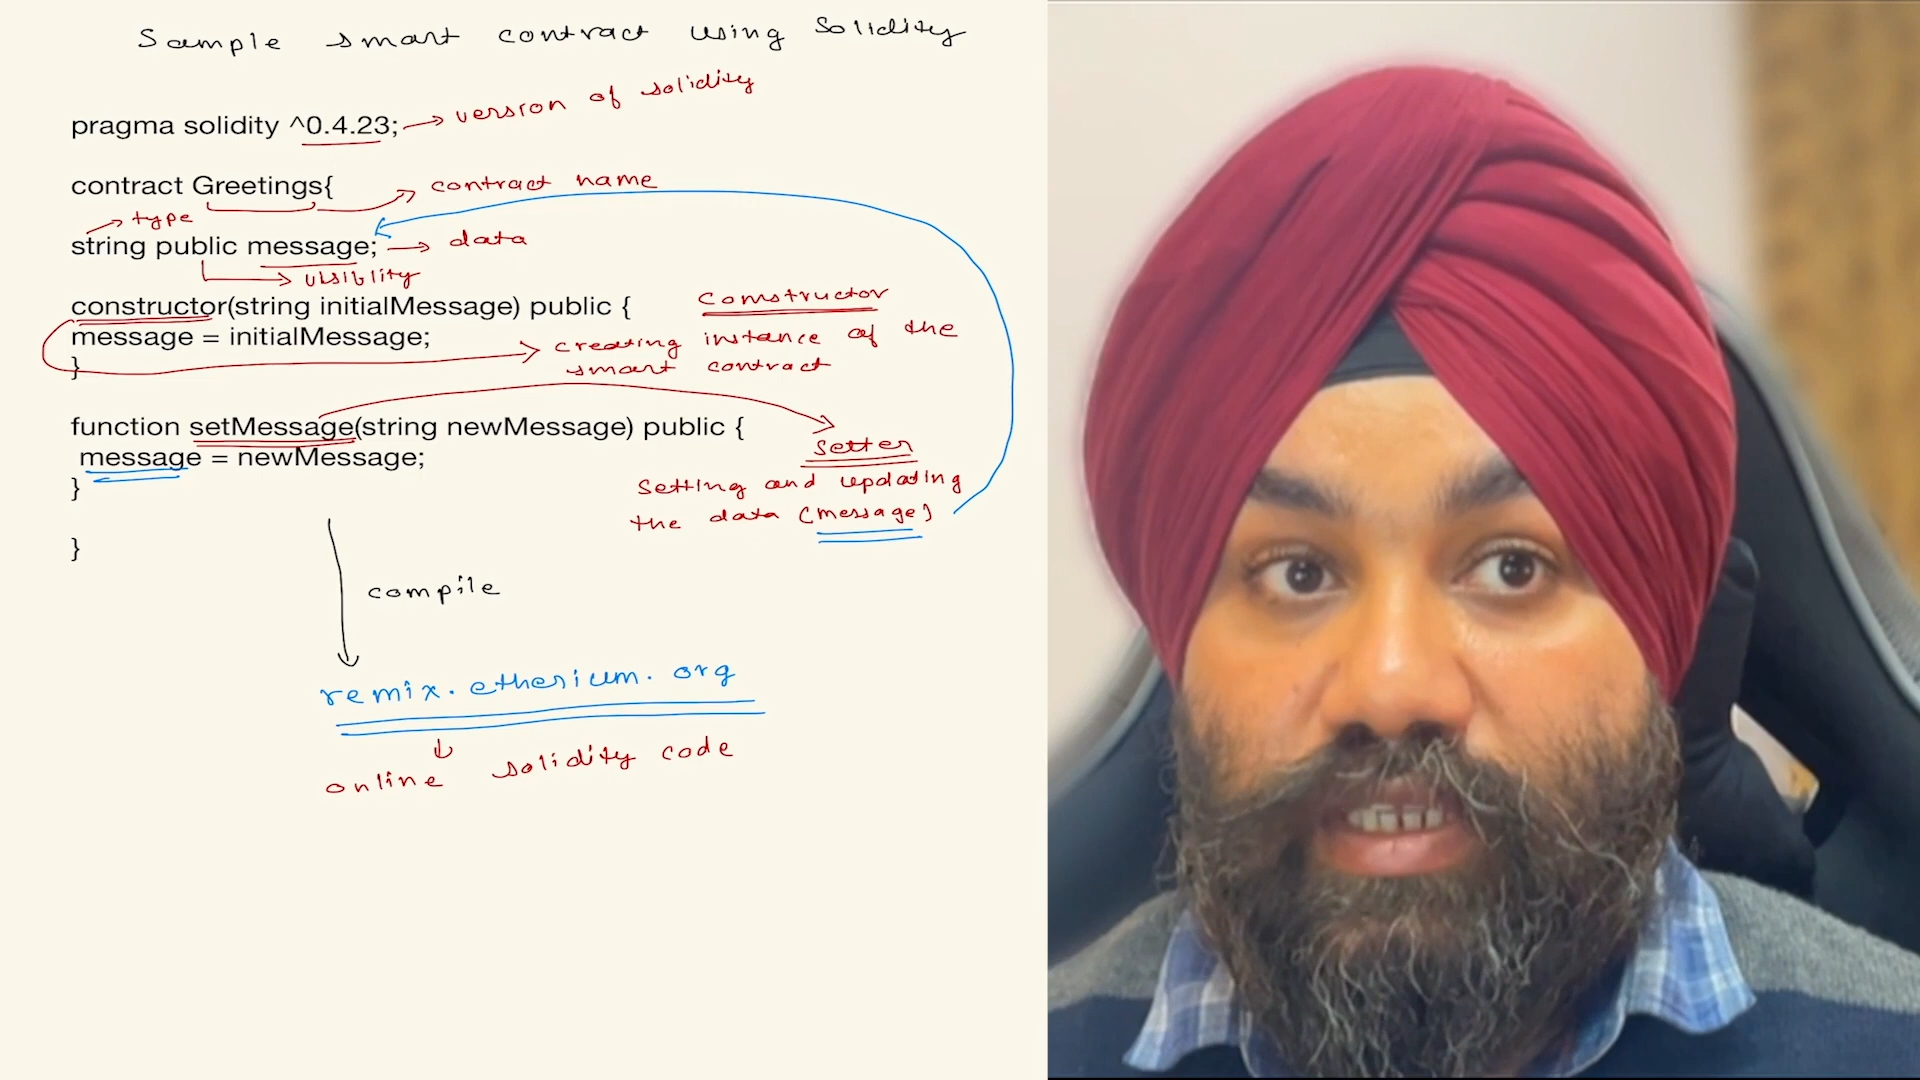 Sample smart contract using Solidity
pragma solidity ^0.4.23; version of solidity
contract Greetings{ contract name
type
string public message; data
visiblity
constructor(string initialMessage) public { Comstructor
message = initialMessage; creating instance of the
} smart contract
function setMessage(string newMessage) public {
message = newMessage; Setter
} Setting and updating
the data (message)
}
compile
remix.etherium.org
online solidity code